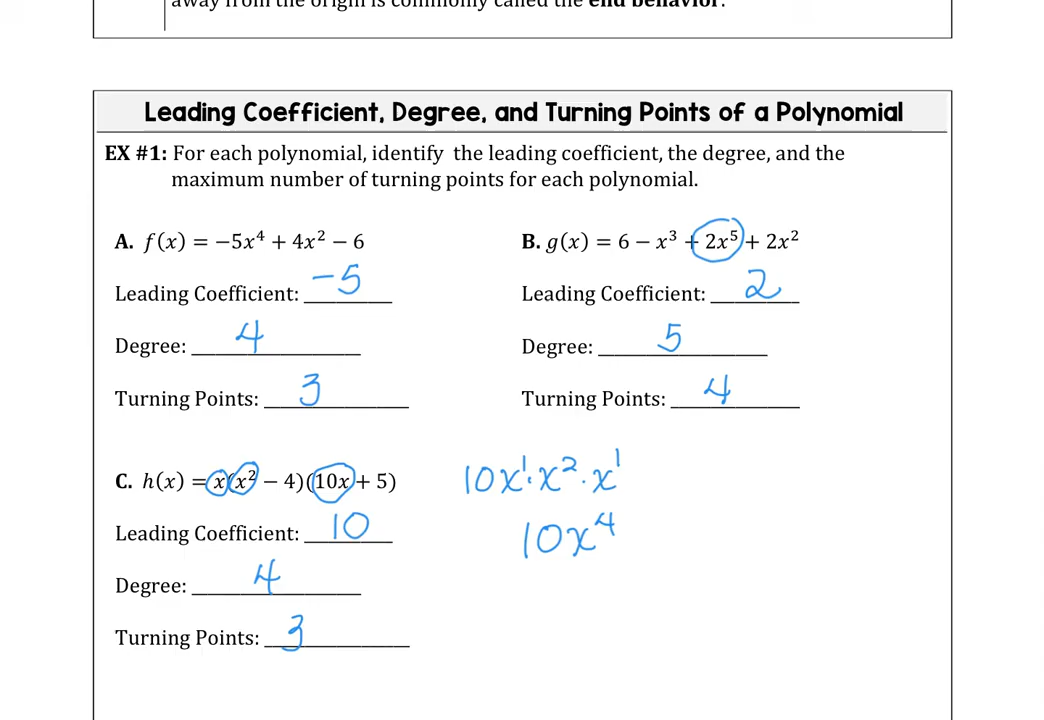 away from the origin is commonly called the end behavior.
Leading Coefficient, Degree, and Turning Points of a Polynomial
EX #1: For each polynomial, identify the leading coefficient, the degree, and the
maximum number of turning points for each polynomial.
A. f(x) = −5x⁴ + 4x² − 6
Leading Coefficient: −5
Degree: 4
Turning Points: 3
B. g(x) = 6 − x³ + 2x⁵ + 2x²
Leading Coefficient: 2
Degree: 5
Turning Points: 4
C. h(x) = x(x² − 4)(10x + 5)
Leading Coefficient: 10
Degree: 4
Turning Points: 3
10x¹·x²·x¹
10x⁴